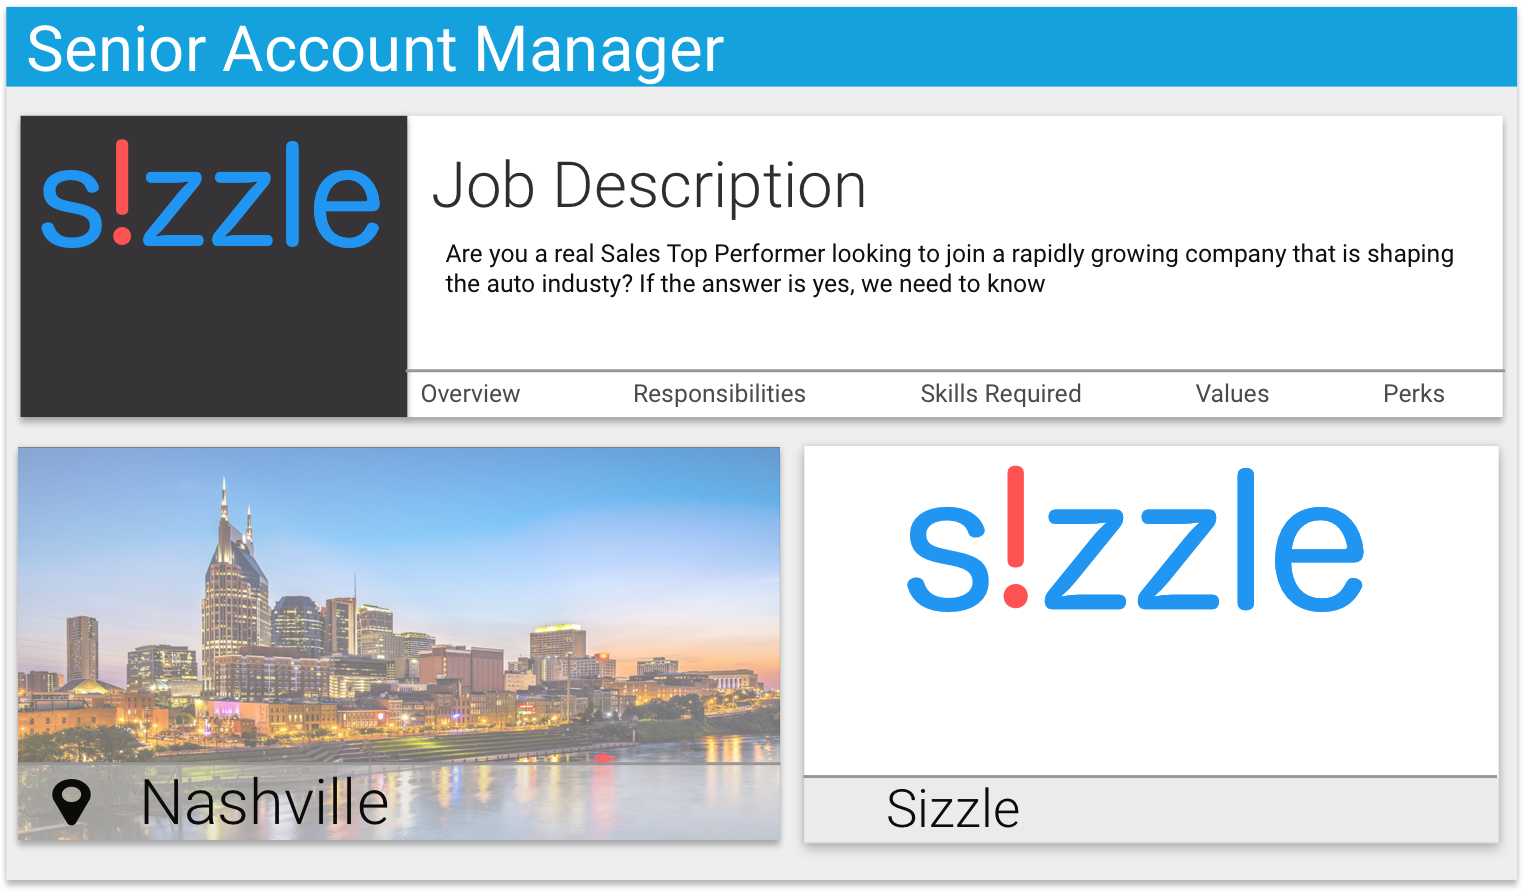 Senior Account Manager
s!zzle
Job Description
Are you a real Sales Top Performer looking to join a rapidly growing company that is shaping
the auto industy? If the answer is yes, we need to know
Overview Responsibilities Skills Required Values Perks
s!zzle
Nashville
Sizzle